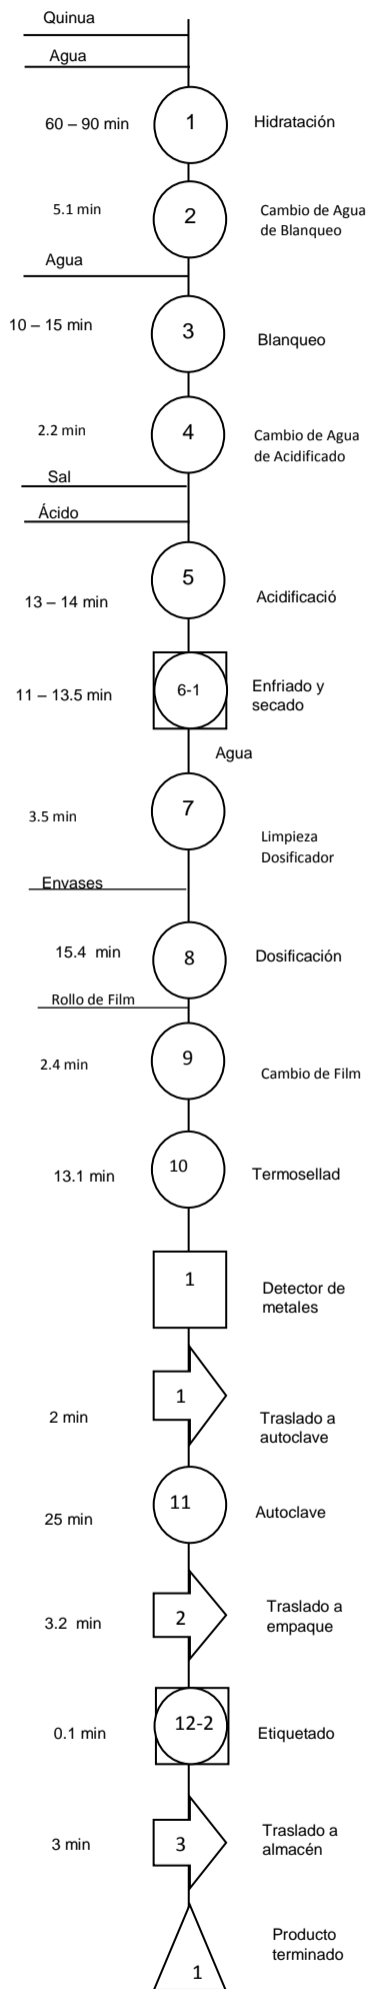 Quinua
Agua
60 – 90 min
1
Hidratación
5.1 min
2
Cambio de Agua
de Blanqueo
Agua
10 – 15 min
3
Blanqueo
2.2 min
4
Cambio de Agua
de Acidificado
Sal
Ácido
13 – 14 min
5
Acidificació
11 – 13.5 min
6-1
Enfriado y
secado
Agua
3.5 min
7
Limpieza
Dosificador
Envases
15.4 min
8
Dosificación
Rollo de Film
2.4 min
9
Cambio de Film
13.1 min
10
Termosellad
1
Detector de
metales
2 min
1
Traslado a
autoclave
25 min
11
Autoclave
3.2 min
2
Traslado a
empaque
0.1 min
12-2
Etiquetado
3 min
3
Traslado a
almacén
1
Producto
terminado